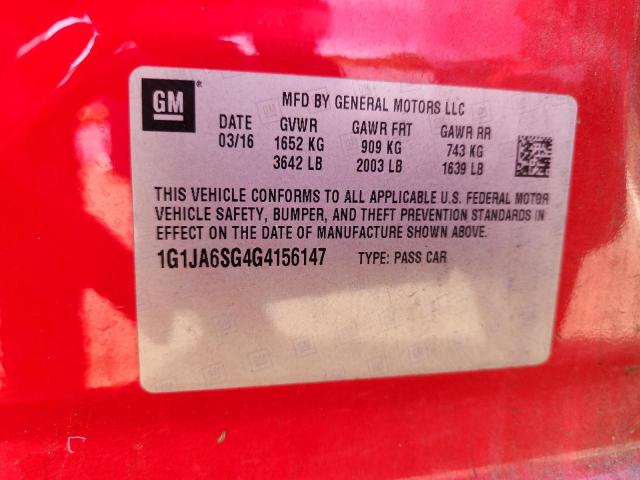 GM®
MFD BY GENERAL MOTORS LLC
DATE GVWR GAWR FRT GAWR RR
03/16 1652 KG 909 KG 743 KG
3642 LB 2003 LB 1639 LB
THIS VEHICLE CONFORMS TO ALL APPLICABLE U.S. FEDERAL MOTOR
VEHICLE SAFETY, BUMPER, AND THEFT PREVENTION STANDARDS IN
EFFECT ON THE DATE OF MANUFACTURE SHOWN ABOVE.
1G1JA6SG4G4156147 TYPE: PASS CAR